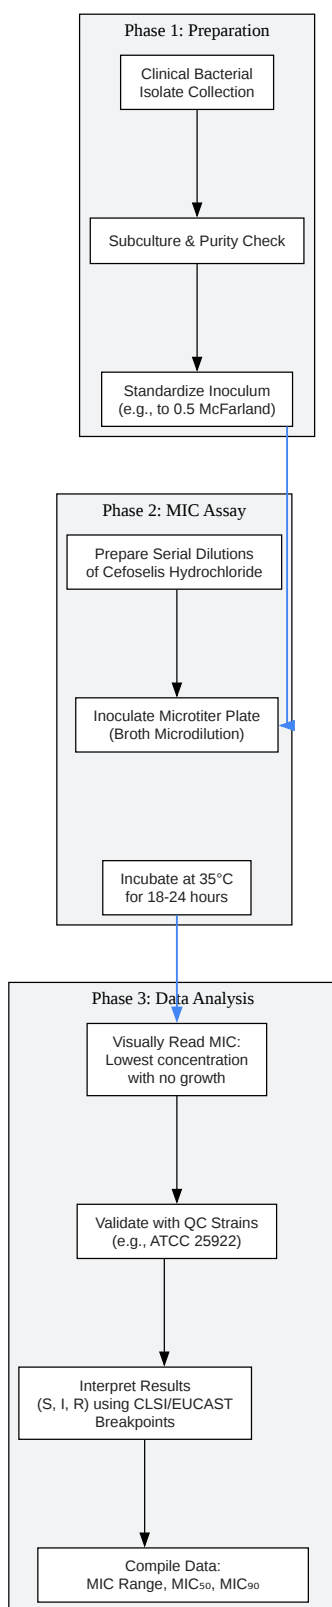 Phase 1: Preparation
Clinical Bacterial
Isolate Collection
Subculture & Purity Check
Standardize Inoculum
(e.g., to 0.5 McFarland)
Phase 2: MIC Assay
Prepare Serial Dilutions
of Cefoselis Hydrochloride
Inoculate Microtiter Plate
(Broth Microdilution)
Incubate at 35°C
for 18-24 hours
Phase 3: Data Analysis
Visually Read MIC:
Lowest concentration
with no growth
Validate with QC Strains
(e.g., ATCC 25922)
Interpret Results
(S, I, R) using CLSI/EUCAST
Breakpoints
Compile Data:
MIC Range, MIC₅₀, MIC₉₀